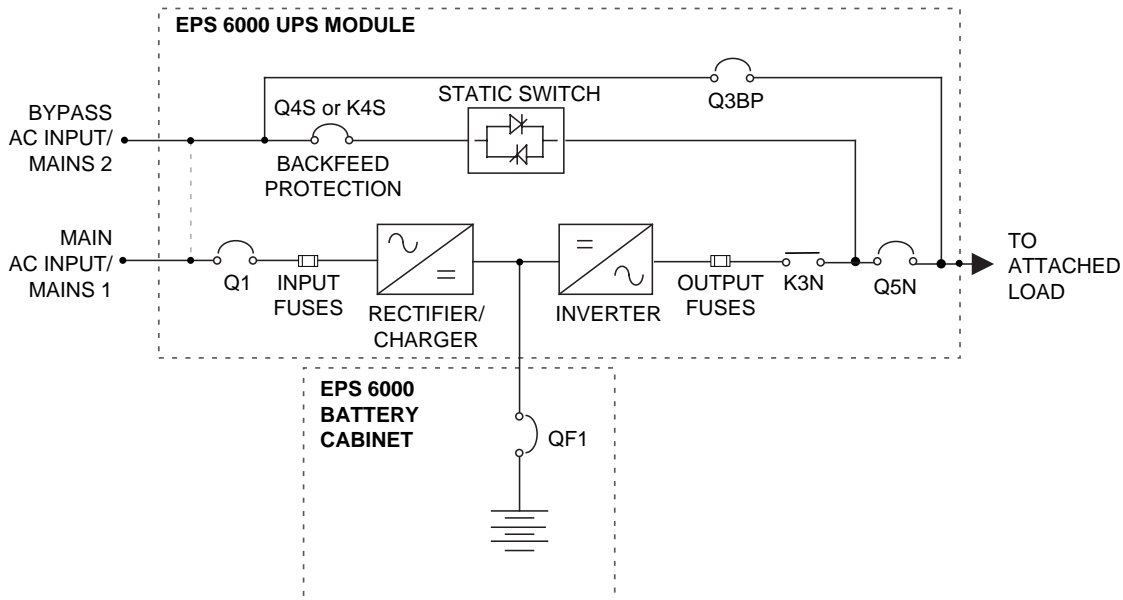 EPS 6000 UPS MODULE
Q3BP
STATIC SWITCH
Q4S or K4S
BYPASS
AC INPUT/
MAINS 2
BACKFEED
PROTECTION
MAIN
AC INPUT/
MAINS 1
Q1
INPUT
FUSES
RECTIFIER/
CHARGER
INVERTER
OUTPUT
FUSES
K3N
Q5N
TO
ATTACHED
LOAD
EPS 6000
BATTERY
CABINET
QF1